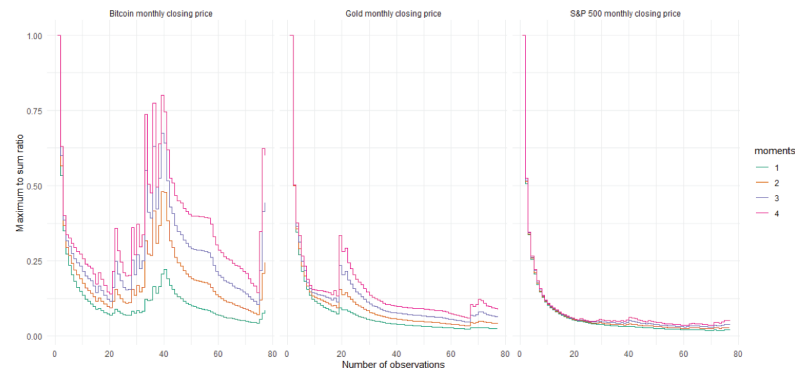 Bitcoin monthly closing price
Gold monthly closing price
S&P 500 monthly closing price
Maximum to sum ratio
1.00
0.75
0.50
0.25
0.00
0 20 40 60 80
0 20 40 60 80
0 20 40 60 80
Number of observations
moments
1
2
3
4